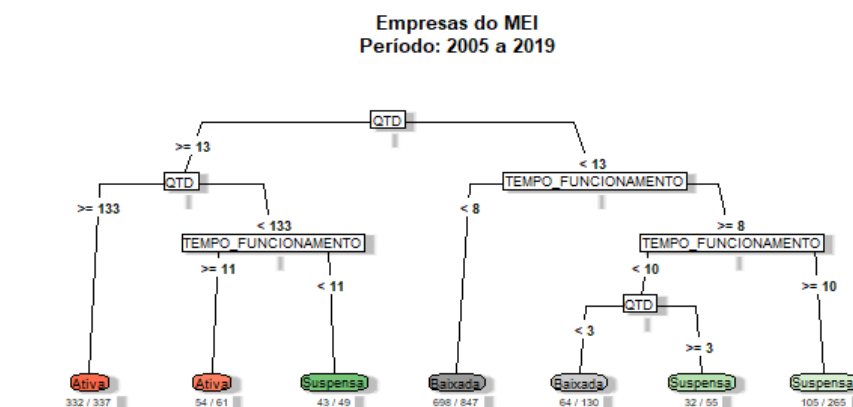 Empresas do MEI
Período: 2005 a 2019
QTD
>= 13
< 13
QTD
TEMPO_FUNCIONAMENTO
>= 133
< 133
< 8
>= 8
TEMPO_FUNCIONAMENTO
TEMPO_FUNCIONAMENTO
>= 11
< 11
< 10
>= 10
QTD
< 3
>= 3
Ativa
Ativa
Suspensa
Baixada
Baixada
Suspensa
Suspensa
332 / 337
54 / 61
43 / 49
698 / 847
64 / 130
32 / 55
105 / 265